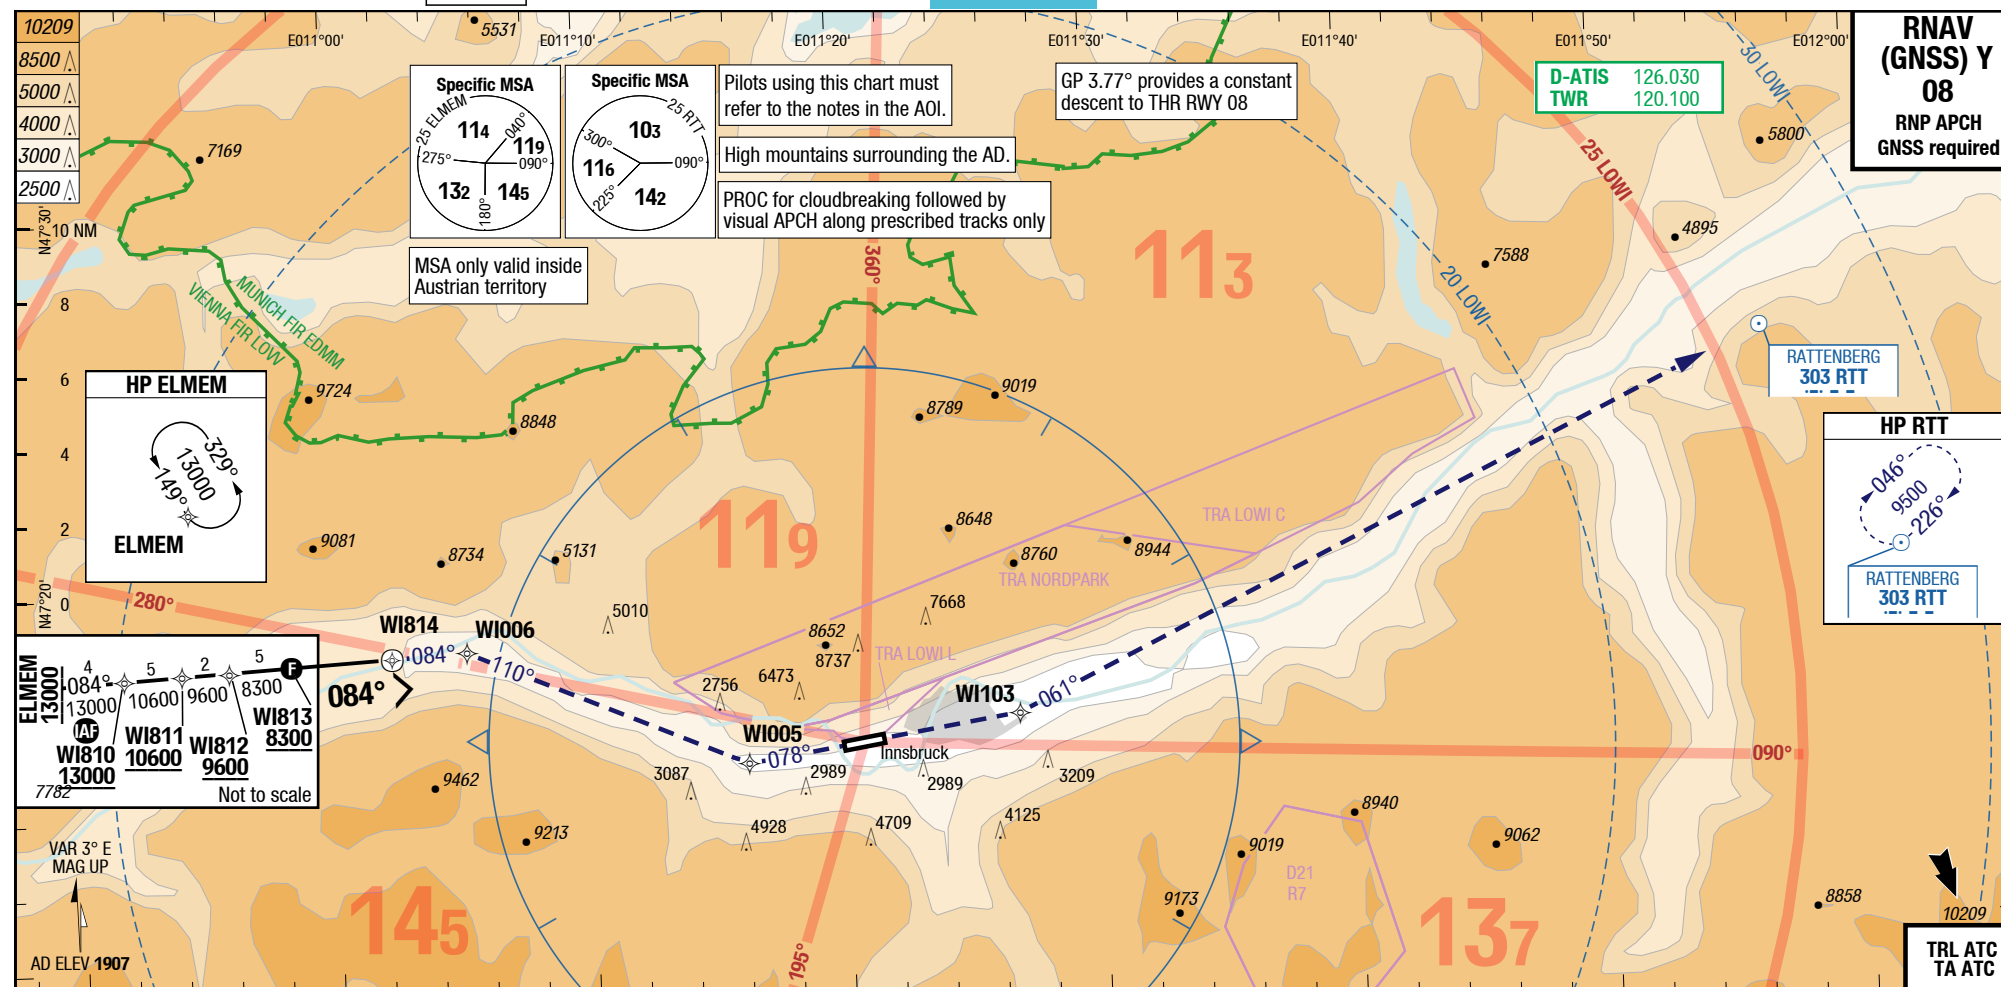 10209
8500
5000
4000
3000
2500
5531
E011°00'
E011°10'
E011°20'
E011°30'
E011°40'
E011°50'
E012°00'
RNAV
(GNSS) Y
08
RNP APCH
GNSS required
Specific MSA
25 ELMEM
114
040°
119
275°
090°
132
145
180°
Specific MSA
25 RTT
103
300°
116
090°
142
225°
Pilots using this chart must
refer to the notes in the AOI.
High mountains surrounding the AD.
PROC for cloudbreaking followed by
visual APCH along prescribed tracks only
GP 3.77° provides a constant
descent to THR RWY 08
D-ATIS 126.030
TWR 120.100
30 LOWI
25 LOWI
20 LOWI
5800
7169
4895
7588
N47°30'
10 NM
8
6
4
2
0
N47°20'
MSA only valid inside
Austrian territory
360°
113
MUNICH FIR EDMM
VIENNA FIR LOVV
HP ELMEM
329°
13000
149°
ELMEM
9724
8848
9019
8789
RATTENBERG
303 RTT
HP RTT
046°
9500
226°
RATTENBERG
303 RTT
119
8648
TRA LOWI C
9081
8734
5131
8760
8944
TRA NORDPARK
280°
5010
7668
WI814
WI006
8652
8737
TRA LOWI L
084°
110°
6473
2756
WI103
061°
ELMEM
13000
4
084°
13000
5
10600
2
9600
5
8300
F
084°
IAF
WI810
13000
WI811
10600
WI812
9600
WI813
8300
7782
Not to scale
WI005
078°
Innsbruck
090°
3087
2989
2989
3209
9462
9213
4928
4709
4125
8940
9019
9062
D21
R7
9173
8858
10209
VAR 3° E
MAG UP
145
137
195°
AD ELEV 1907
TRL ATC
TA ATC